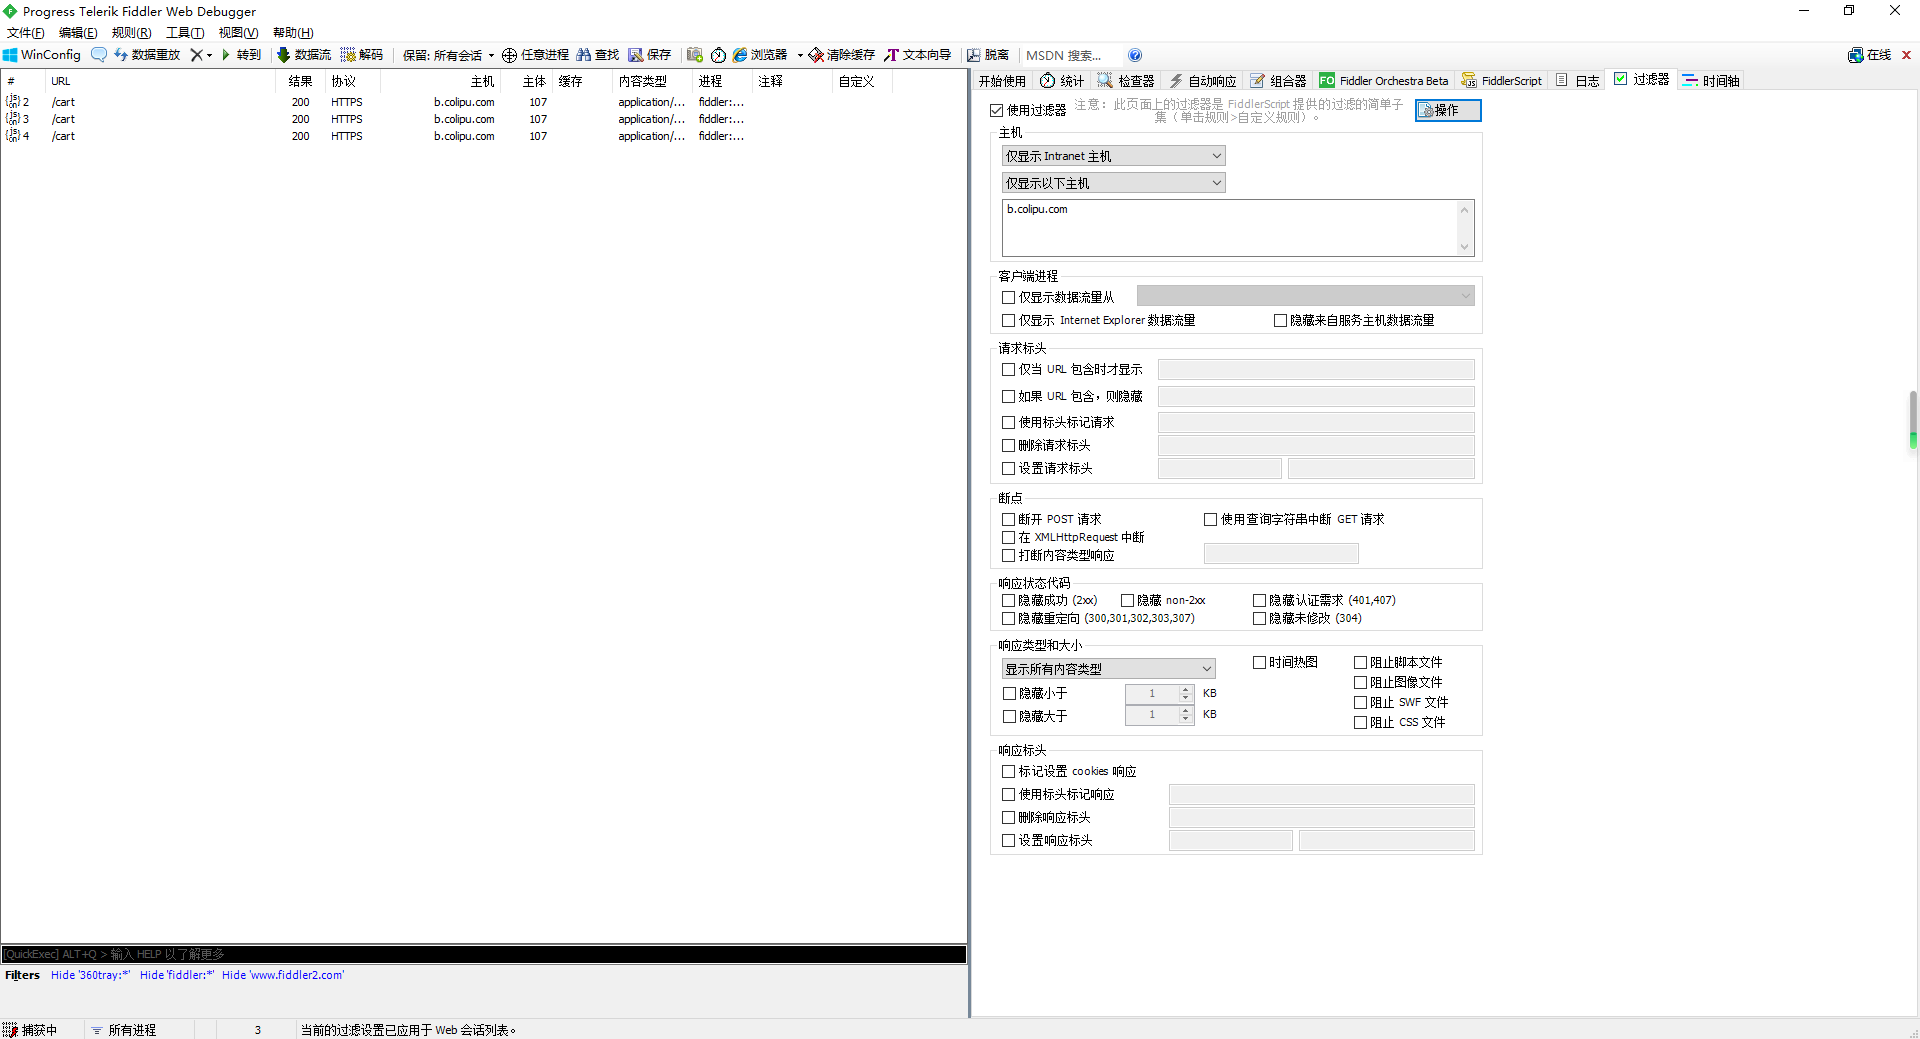 Progress Telerik Fiddler Web Debugger
文件(F) 编辑(E) 规则(R) 工具(T) 视图(V) 帮助(H)
WinConfig 数据重放 转到 数据流 解码 保留: 所有会话 任意进程 查找 保存 浏览器 清除缓存 文本向导 脱离 MSDN 搜索... 在线
# URL 结果 协议 主机 主体 缓存 内容类型 进程 注释 自定义
2 /cart 200 HTTPS b.colipu.com 107 application/... fiddler:...
3 /cart 200 HTTPS b.colipu.com 107 application/... fiddler:...
4 /cart 200 HTTPS b.colipu.com 107 application/... fiddler:...
[QuickExec] ALT+Q > 输入 HELP 以了解更多
Filters Hide '360tray:*' Hide 'fiddler:*' Hide 'www.fiddler2.com'
捕获中 所有进程 3 当前的过滤设置已应用于 Web 会话列表。
开始使用 统计 检查器 自动响应 组合器 FO Fiddler Orchestra Beta FiddlerScript 日志 过滤器 时间轴
使用过滤器
注意：此页面上的过滤器是 FiddlerScript 提供的过滤的简单子
集（单击规则>自定义规则）。
操作
主机
仅显示 Intranet 主机
仅显示以下主机
b.colipu.com
客户端进程
仅显示数据流量从
仅显示 Internet Explorer 数据流量 隐藏来自服务主机数据流量
请求标头
仅当 URL 包含时才显示
如果 URL 包含，则隐藏
使用标头标记请求
删除请求标头
设置请求标头
断点
断开 POST 请求 使用查询字符串中断 GET 请求
在 XMLHttpRequest 中断
打断内容类型响应
响应状态代码
隐藏成功 (2xx) 隐藏 non-2xx 隐藏认证需求 (401,407)
隐藏重定向 (300,301,302,303,307) 隐藏未修改 (304)
响应类型和大小
显示所有内容类型 时间热图 阻止脚本文件
阻止图像文件
隐藏小于 1 KB
阻止 SWF 文件
隐藏大于 1 KB
阻止 CSS 文件
响应标头
标记设置 cookies 响应
使用标头标记响应
删除响应标头
设置响应标头